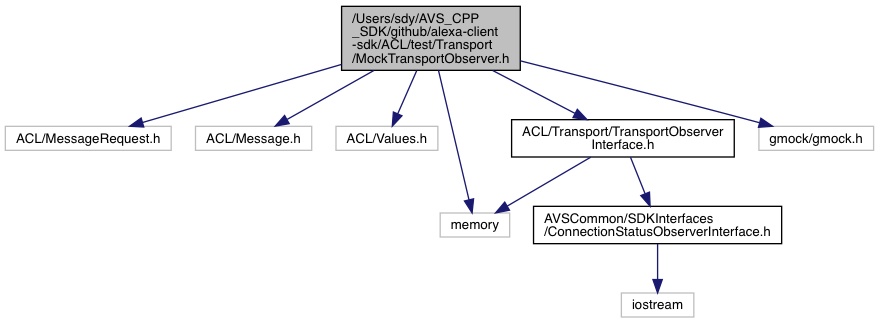 /Users/sdy/AVS_CPP
_SDK/github/alexa-client
-sdk/ACL/test/Transport
/MockTransportObserver.h
ACL/MessageRequest.h
ACL/Message.h
ACL/Values.h
ACL/Transport/TransportObserver
Interface.h
gmock/gmock.h
memory
AVSCommon/SDKInterfaces
/ConnectionStatusObserverInterface.h
iostream